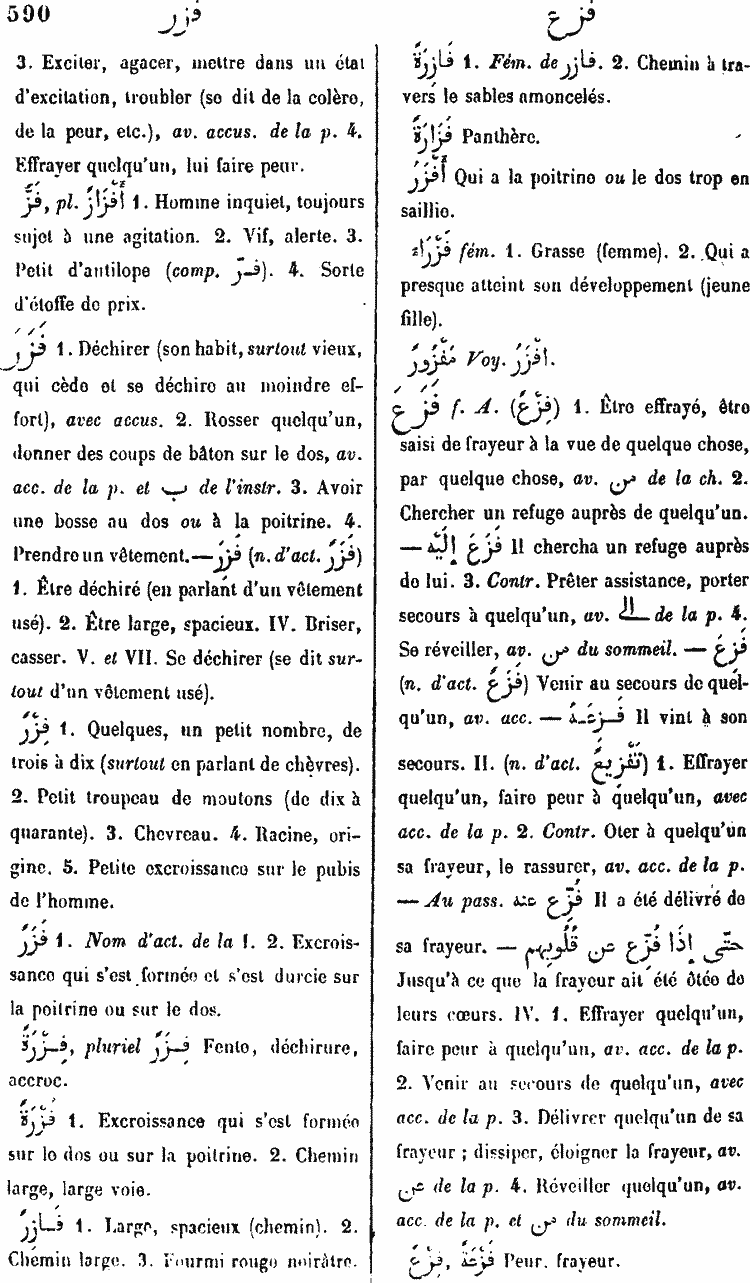 590
فزر
فزع
3. Exciter, agacer, mettre dans un état
d'excitation, troubler (se dit de la colère,
de la peur, etc.), av. accus. de la p. 4.
Effrayer quelqu'un, lui faire peur.
فَزٌّ, pl. أَفْزَازٌ 1. Homme inquiet, toujours
sujet à une agitation. 2. Vif, alerte. 3.
Petit d'antilope (comp. فـرّ). 4. Sorte
d'étoffe de prix.
فَزَرَ 1. Déchirer (son habit, surtout vieux,
qui cède et se déchire au moindre ef-
fort), avec accus. 2. Rosser quelqu'un,
donner des coups de bâton sur le dos, av.
acc. de la p. et ب de l'instr. 3. Avoir
une bosse au dos ou à la poitrine. 4.
Prendre un vêtement.—فَزِرَ (n. d'act. فَزَرٌ)
1. Être déchiré (en parlant d'un vêtement
usé). 2. Être large, spacieux. IV. Briser,
casser. V. et VII. Se déchirer (se dit sur-
tout d'un vêtement usé).
فِزْرٌ 1. Quelques, un petit nombre, de
trois à dix (surtout en parlant de chèvres).
2. Petit troupeau de moutons (de dix à
quarante). 3. Chevreau. 4. Racine, ori-
gine. 5. Petite excroissance sur le pubis
de l'homme.
فَزَرٌ 1. Nom d'act. de la I. 2. Excrois-
sance qui s'est formée et s'est durcie sur
la poitrine ou sur le dos.
فِـزْرَةٌ, pluriel فِـزَرٌ Fente, déchirure,
accroc.
فُزْرَةٌ 1. Excroissance qui s'est formée
sur le dos ou sur la poitrine. 2. Chemin
large, large voie.
فَـازِرٌ 1. Large, spacieux (chemin). 2.
Chemin large. 3. Fourmi rouge noirâtre.
فَازِرَةٌ 1. Fém. de فازر. 2. Chemin à tra-
vers le sables amoncelés.
فَزَارَةٌ Panthère.
أَفْزَرُ Qui a la poitrine ou le dos trop en
saillie.
فَزْرَاءُ fém. 1. Grasse (femme). 2. Qui a
presque atteint son développement (jeune
fille).
مَفْزُورٌ Voy. افْزَرُ.
فَزِعَ f. A. (فَزَعٌ) 1. Être effrayé, être
saisi de frayeur à la vue de quelque chose,
par quelque chose, av. من de la ch. 2.
Chercher un refuge auprès de quelqu'un.
— فَزِعَ إِلَيْهِ Il chercha un refuge auprès
de lui. 3. Contr. Prêter assistance, porter
secours à quelqu'un, av. الى de la p. 4.
Se réveiller, av. من du sommeil. — فَزَعَ
(n. d'act. فَزَعٌ) Venir au secours de quel-
qu'un, av. acc. — فَـزَعَـهُ Il vint à son
secours. II. (n. d'act. تَفْزِيعٌ) 1. Effrayer
quelqu'un, faire peur à quelqu'un, avec
acc. de la p. 2. Contr. Oter à quelqu'un
sa frayeur, le rassurer, av. acc. de la p.
— Au pass. فُزِّعَ عنه Il a été délivré de
sa frayeur. — حَتَّى إِذَا فُزِّعَ عن قُلُوبِهِم
Jusqu'à ce que la frayeur ait été ôtée de
leurs cœurs. IV. 1. Effrayer quelqu'un,
faire peur à quelqu'un, av. acc. de la p.
2. Venir au secours de quelqu'un, avec
acc. de la p. 3. Délivrer quelqu'un de sa
frayeur ; dissiper, éloigner la frayeur, av.
عن de la p. 4. Réveiller quelqu'un, av.
acc. de la p. et من du sommeil.
فَزْعَةٌ, فِزْعٌ Peur, frayeur.